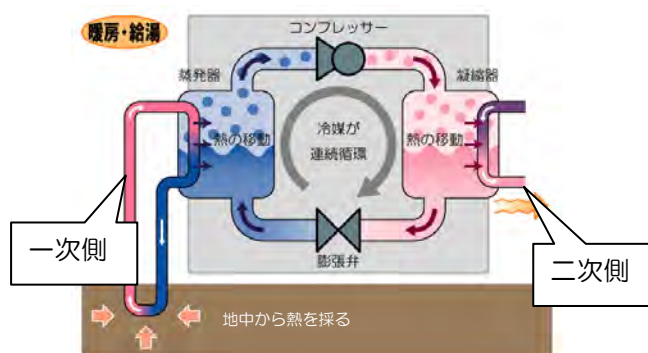 暖房・給湯
コンプレッサー
蒸発器
凝縮器
熱の移動
冷媒が
連続循環
熱の移動
一次側
膨張弁
二次側
地中から熱を採る